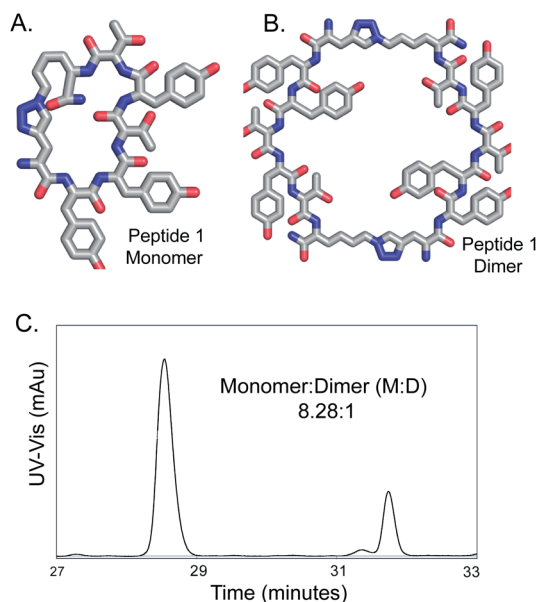 A.
B.
Peptide 1
Monomer
Peptide 1
Dimer
C.
Monomer:Dimer (M:D)
8.28:1
UV-Vis (mAu)
27
29
31
33
Time (minutes)